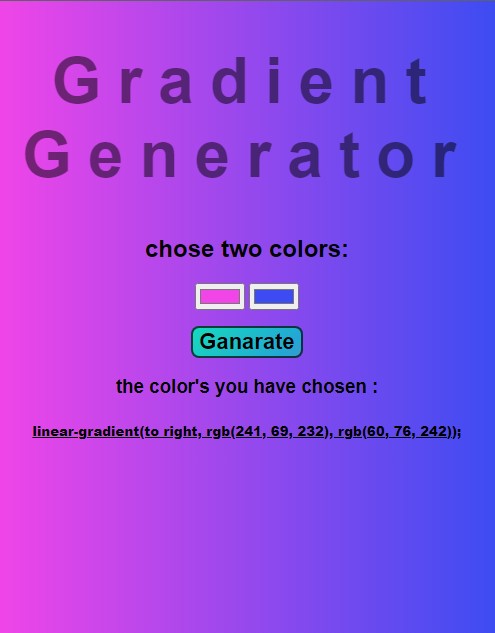 Gradient
Generator
chose two colors:
Ganarate
the color's you have chosen :
linear-gradient(to right, rgb(241, 69, 232), rgb(60, 76, 242));